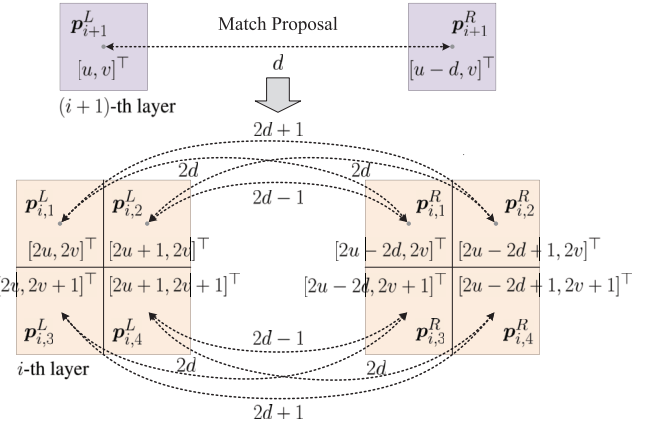 p^L_{i+1} Match Proposal p^R_{i+1}
[u, v]^⊤ d [u − d, v]^⊤
(i + 1)-th layer
2d + 1
2d 2d
p^L_{i,1} p^L_{i,2} 2d − 1 p^R_{i,1} p^R_{i,2}
[2u, 2v]^⊤ [2u + 1, 2v]^⊤ [2u − 2d, 2v]^⊤ [2u − 2d + 1, 2v]^⊤
[2u, 2v + 1]^⊤ [2u + 1, 2v + 1]^⊤ [2u − 2d, 2v + 1]^⊤ [2u − 2d + 1, 2v + 1]^⊤
p^L_{i,3} p^L_{i,4} 2d − 1 p^R_{i,3} p^R_{i,4}
i-th layer 2d 2d
2d + 1